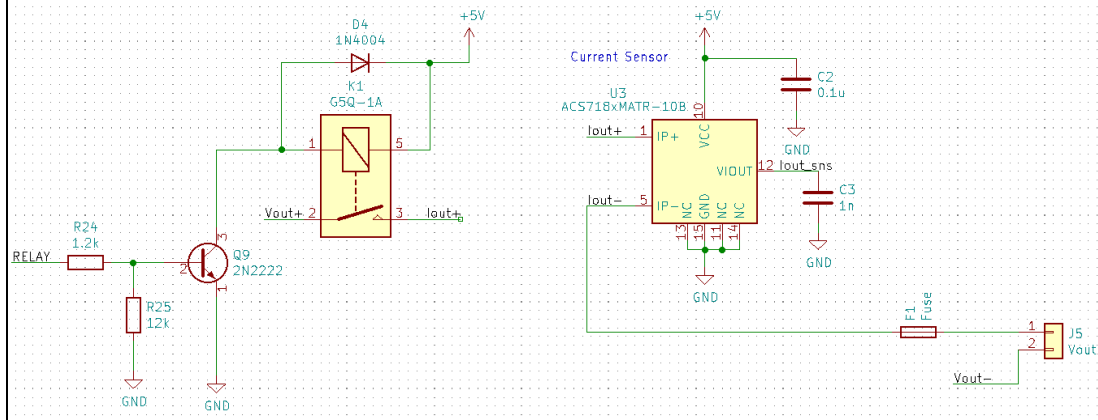 D4
1N4004
+5V
K1
G5Q-1A
1
5
Vout+
2
3
Iout+
RELAY
R24
1.2k
3
2
Q9
2N2222
1
R25
12k
GND
GND
Current Sensor
+5V
C2
0.1u
GND
U3
ACS718xMATR-10B
10
VCC
Iout+
1
IP+
VIOUT
12
Iout_sns
C3
1n
GND
Iout-
5
IP-
NC
GND
NC
NC
13
15
11
14
GND
F1
Fuse
1
2
J5
Vout
Vout-